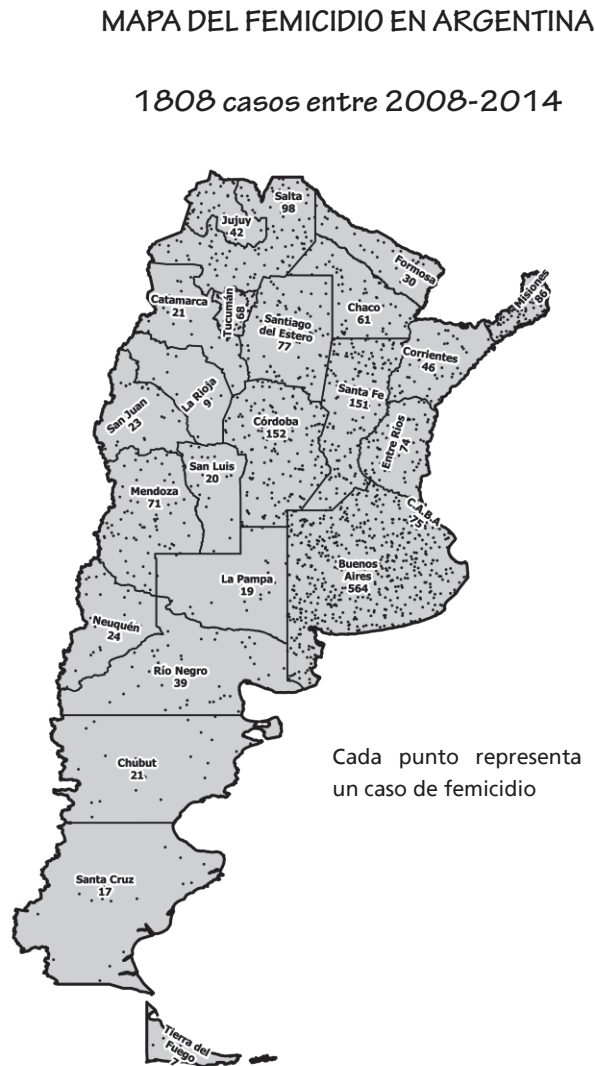 MAPA DEL FEMICIDIO EN ARGENTINA
1808 casos entre 2008-2014
Salta
98
Jujuy
42
Formosa
30
Misiones
Catamarca
21
Tucumán
68
Santiago
del Estero
77
Chaco
61
Corrientes
46
La Rioja
9
San Juan
23
Santa Fe
151
Córdoba
152
Entre Ríos
74
San Luis
20
Mendoza
71
C.A.B.A.
75
Buenos
Aires
564
La Pampa
19
Neuquén
24
Río Negro
39
Cada punto representa
un caso de femicidio
Chubut
21
Santa Cruz
17
Tierra del
Fuego
7